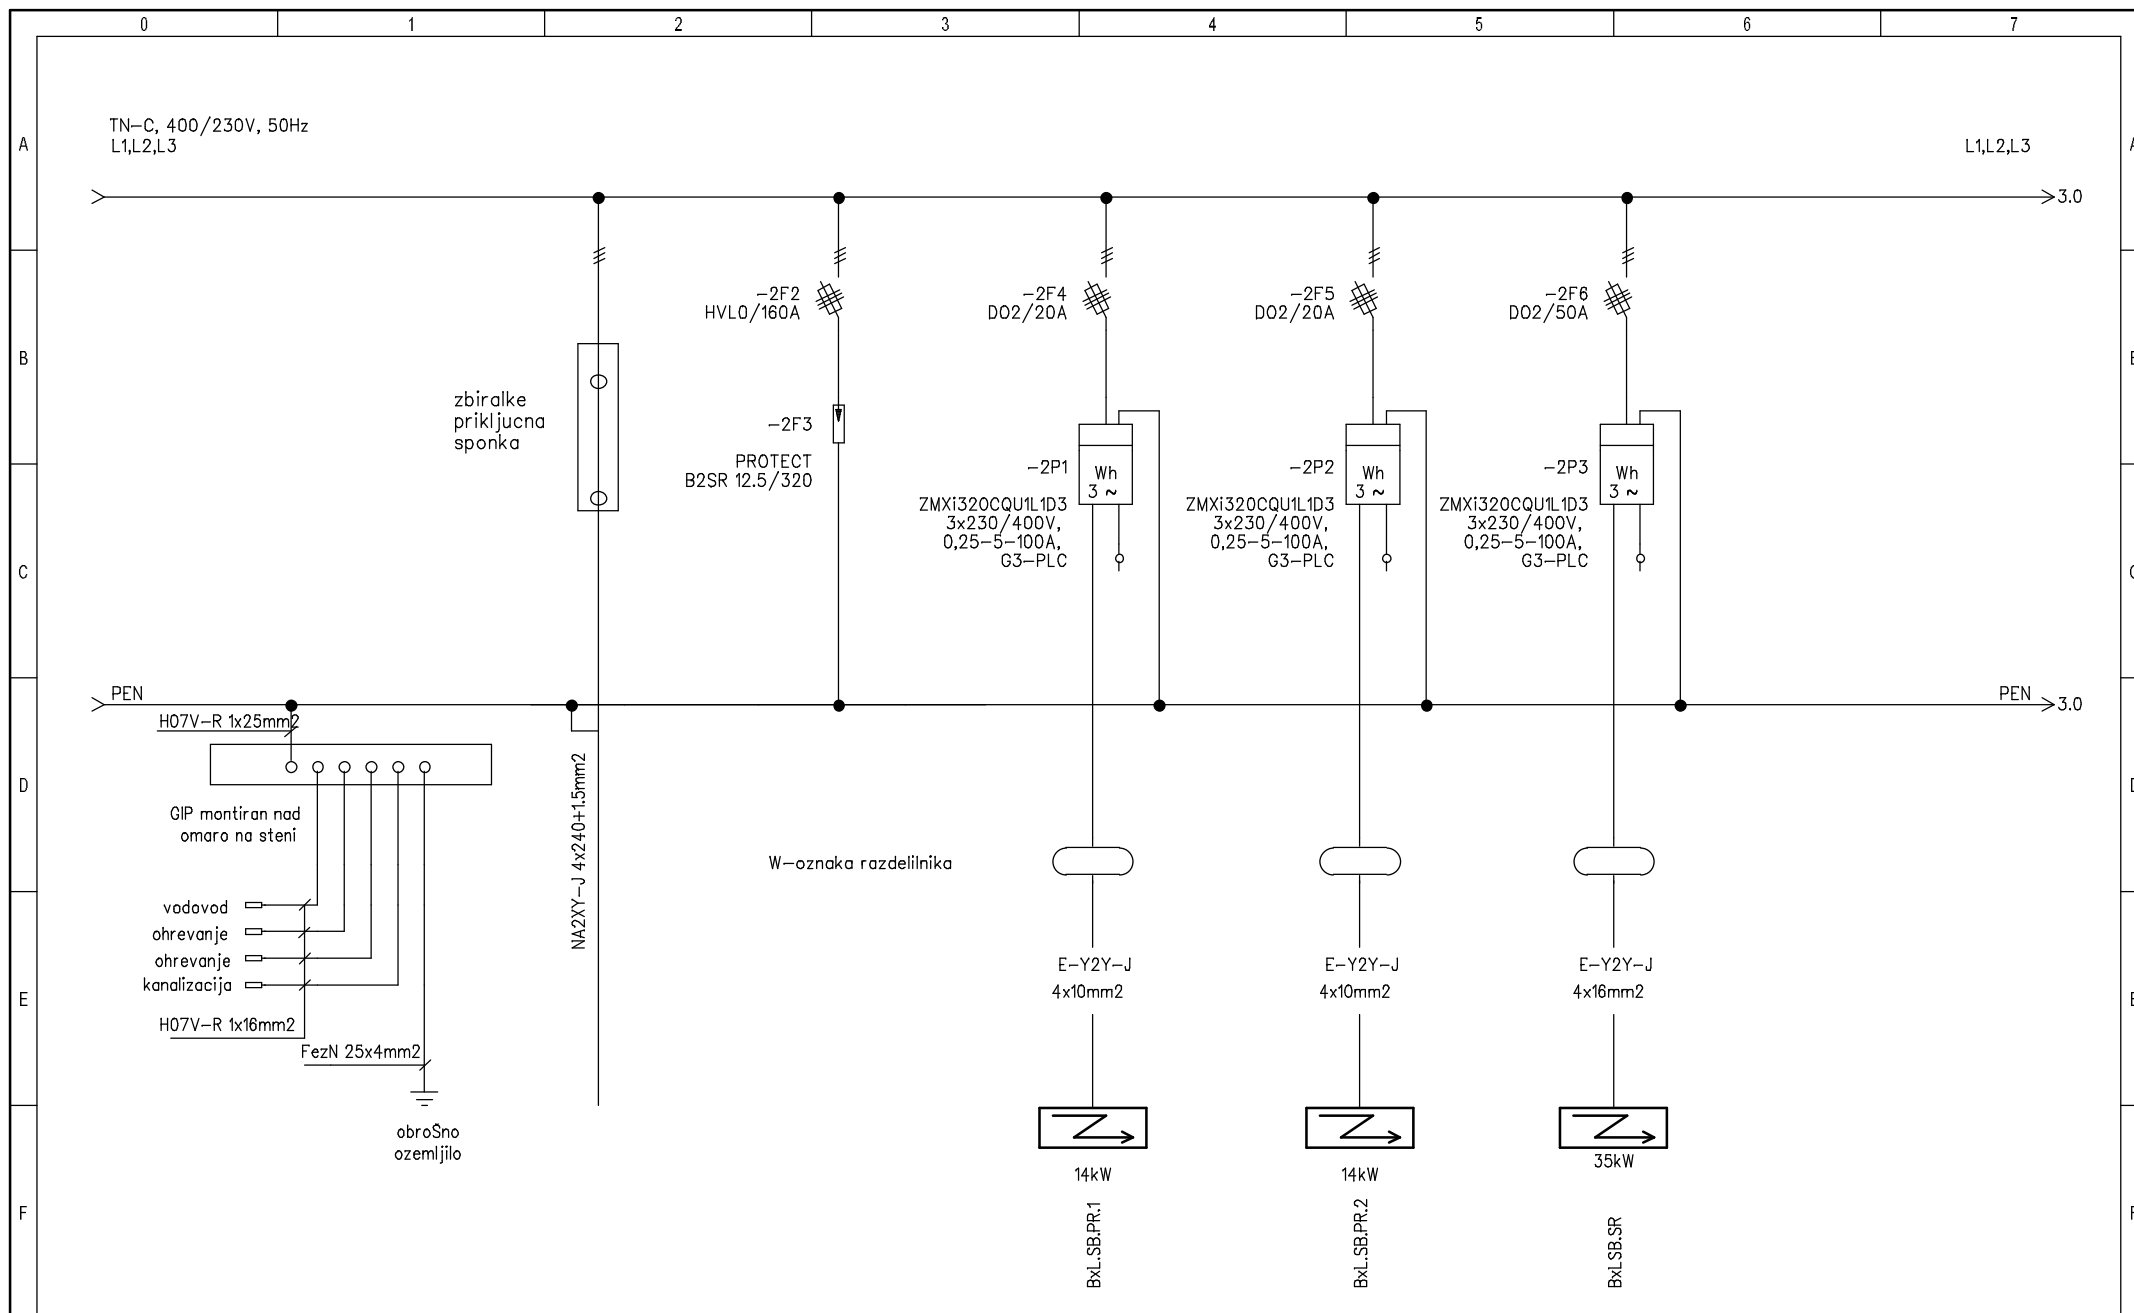 0 1 2 3 4 5 6 7
TN-C, 400/230V, 50Hz
L1,L2,L3
L1,L2,L3
A
3.0
-2F2
HVL0/160A
-2F4
D02/20A
-2F5
D02/20A
-2F6
D02/50A
B
zbiralke
prikljucna
sponka
-2F3
PROTECT
B2SR 12.5/320
-2P1
Wh
3 ~
ZMXi320CQU1L1D3
3x230/400V,
0,25-5-100A,
G3-PLC
-2P2
Wh
3 ~
ZMXi320CQU1L1D3
3x230/400V,
0,25-5-100A,
G3-PLC
-2P3
Wh
3 ~
ZMXi320CQU1L1D3
3x230/400V,
0,25-5-100A,
G3-PLC
C
PEN
PEN
3.0
H07V-R 1x25mm2
D
GIP montiran nad
omaro na steni
NA2XY-J 4x240+1.5mm2
W-oznaka razdelilnika
vodovod
ohrevanje
ohrevanje
kanalizacija
E
H07V-R 1x16mm2
FezN 25x4mm2
E-Y2Y-J
4x10mm2
E-Y2Y-J
4x10mm2
E-Y2Y-J
4x16mm2
obroSno
ozemljilo
14kW
14kW
35kW
F
BxL.SB.PR.1
BxL.SB.PR.2
BxL.SB.SR